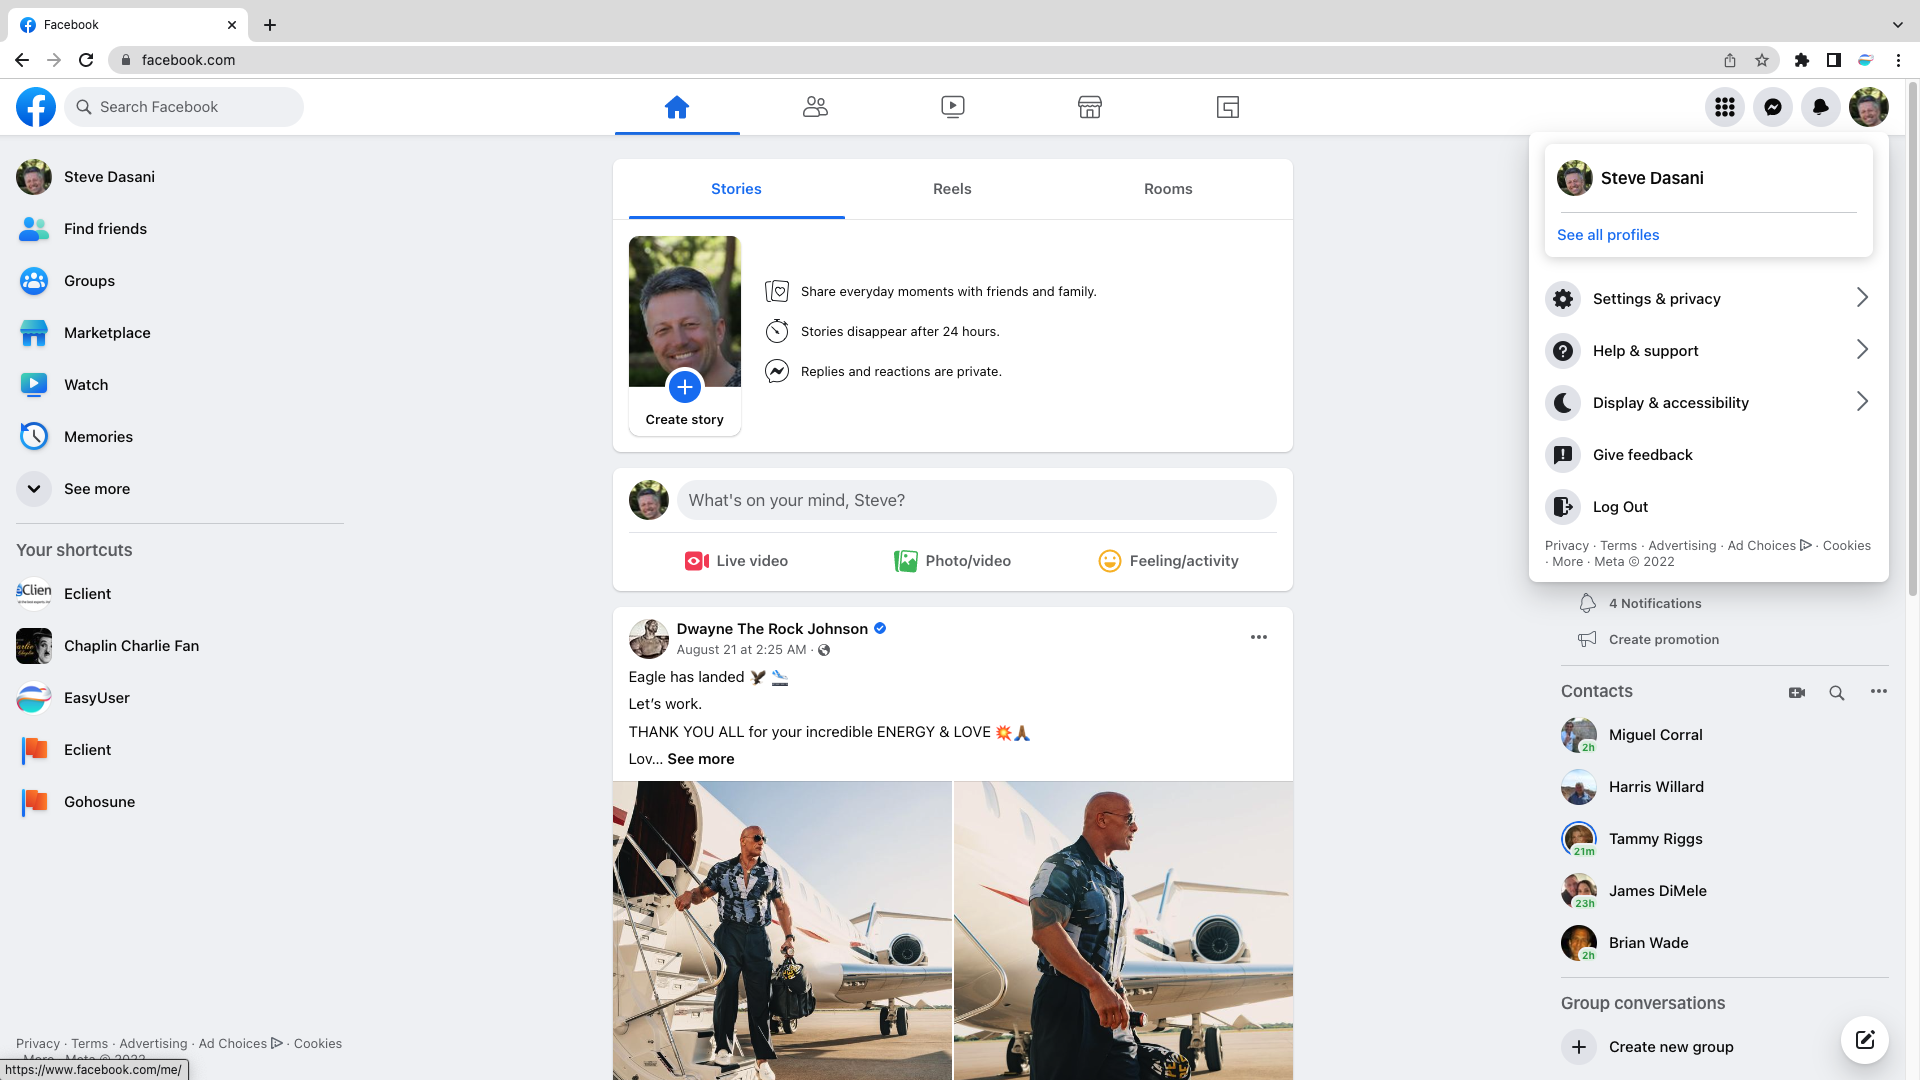 Facebook
facebook.com
Search Facebook
Steve Dasani
Find friends
Groups
Marketplace
Watch
Memories
See more
Your shortcuts
Eclient
Chaplin Charlie Fan
EasyUser
Eclient
Gohosune
Privacy · Terms · Advertising · Ad Choices · Cookies
· More · Meta © 2022
https://www.facebook.com/me/
Stories
Reels
Rooms
Create story
Share everyday moments with friends and family.
Stories disappear after 24 hours.
Replies and reactions are private.
What's on your mind, Steve?
Live video
Photo/video
Feeling/activity
Dwayne The Rock Johnson
August 21 at 2:25 AM ·
Eagle has landed 🦅 🛬
Let's work.
THANK YOU ALL for your incredible ENERGY & LOVE 💥🙏🏾
Lov... See more
Steve Dasani
See all profiles
Settings & privacy
Help & support
Display & accessibility
Give feedback
Log Out
Privacy · Terms · Advertising · Ad Choices · Cookies
· More · Meta © 2022
4 Notifications
Create promotion
Contacts
Miguel Corral
2h
Harris Willard
Tammy Riggs
21m
James DiMele
23h
Brian Wade
2h
Group conversations
Create new group